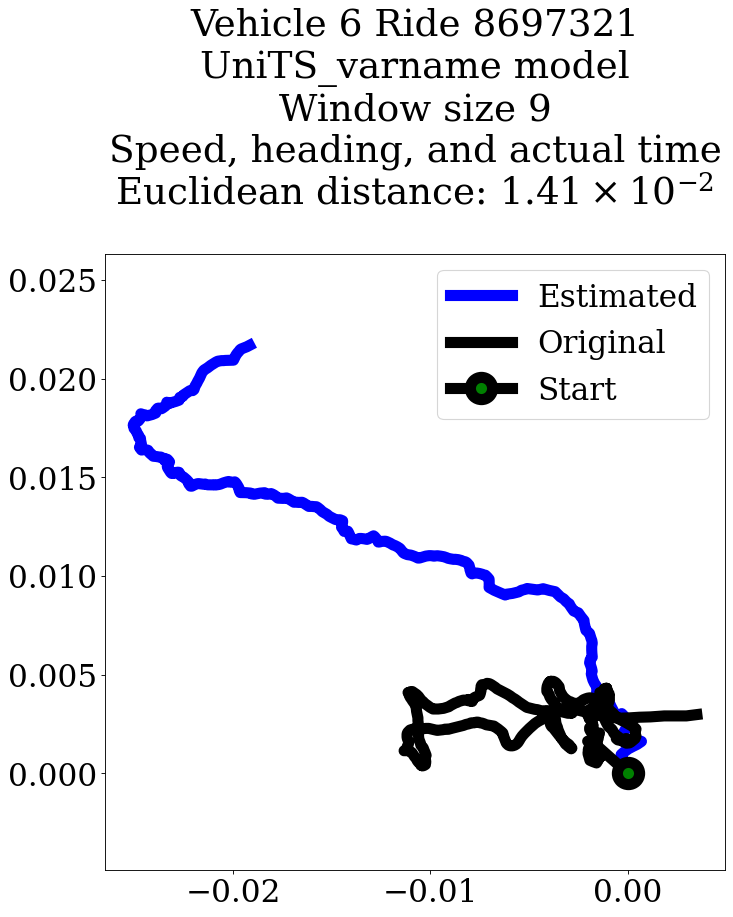 Vehicle 6 Ride 8697321
UniTS_varname model
Window size 9
Speed, heading, and actual time
Euclidean distance: 1.41 × 10⁻²
Estimated
Original
Start
0.025
0.020
0.015
0.010
0.005
0.000
−0.02 −0.01 0.00